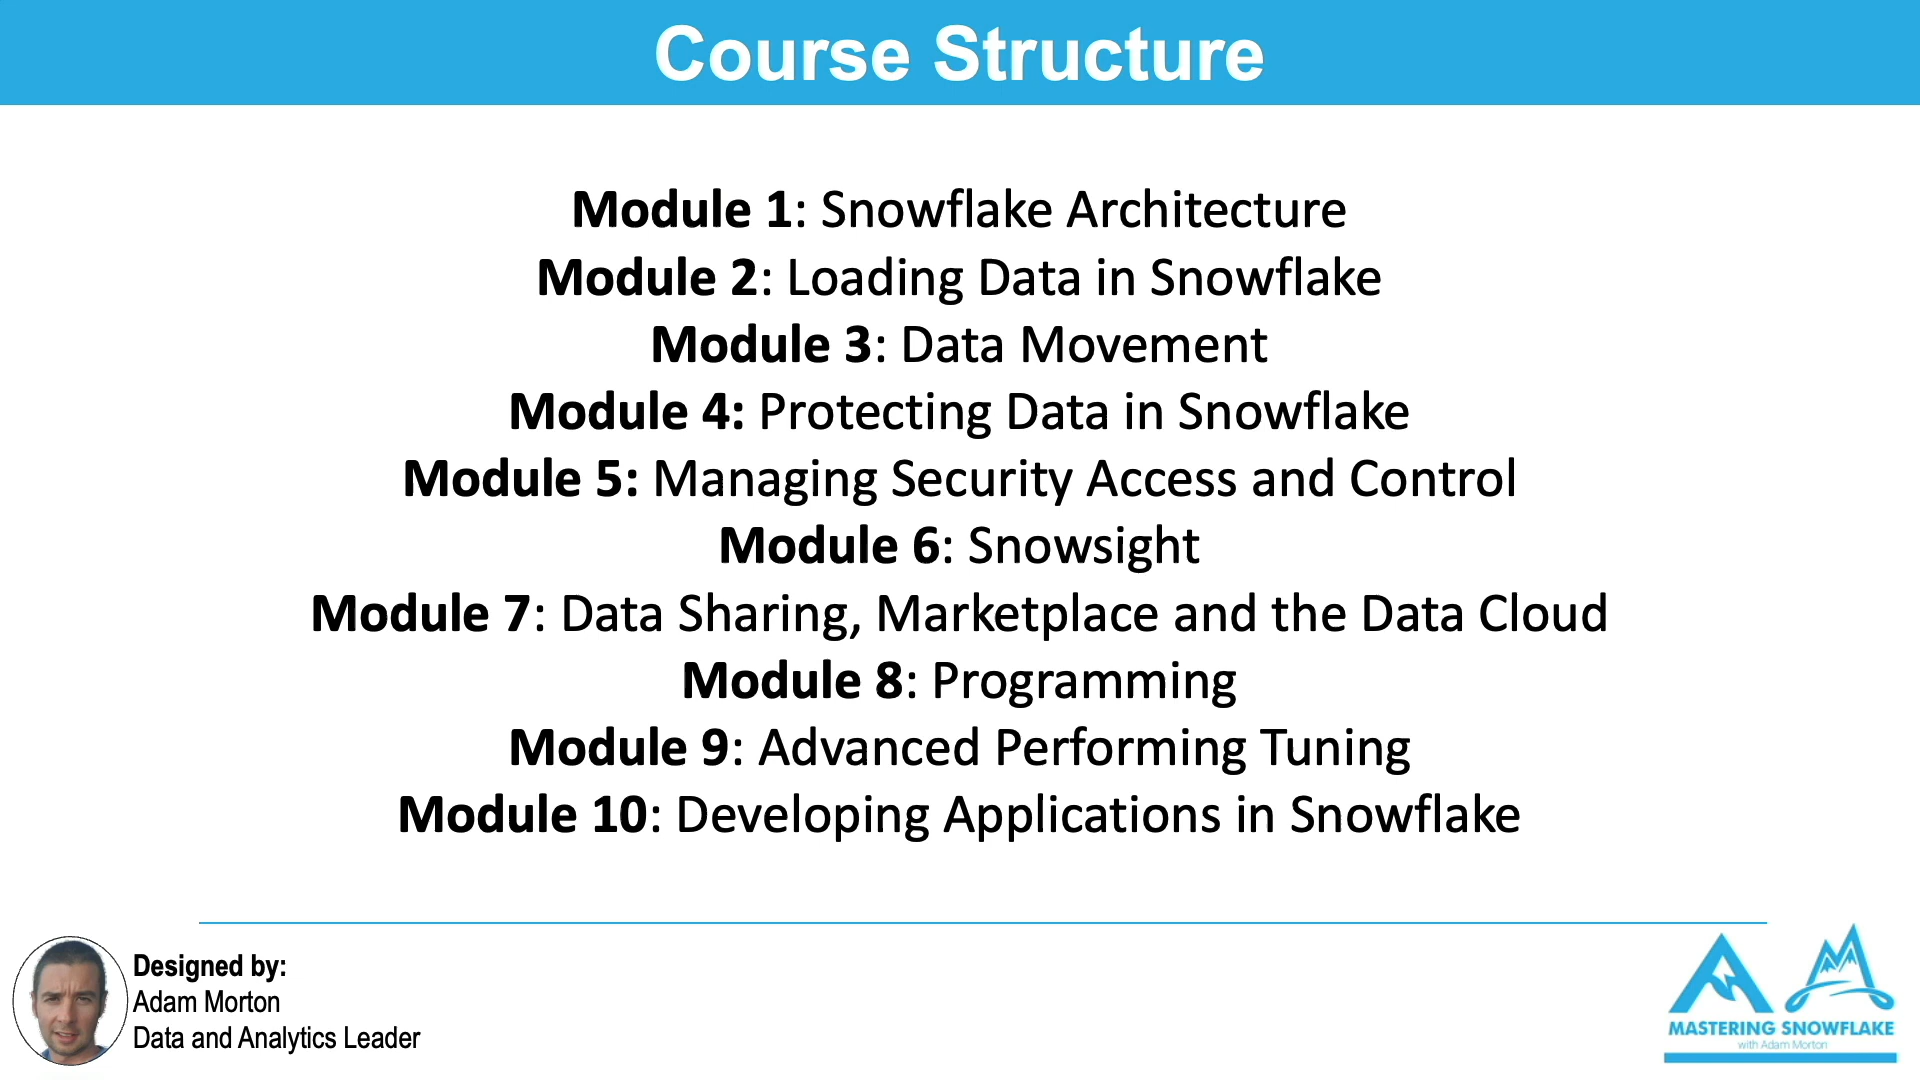 Course Structure
Module 1: Snowflake Architecture
Module 2: Loading Data in Snowflake
Module 3: Data Movement
Module 4: Protecting Data in Snowflake
Module 5: Managing Security Access and Control
Module 6: Snowsight
Module 7: Data Sharing, Marketplace and the Data Cloud
Module 8: Programming
Module 9: Advanced Performing Tuning
Module 10: Developing Applications in Snowflake
Designed by:
Adam Morton
Data and Analytics Leader
MASTERING SNOWFLAKE
with Adam Morton